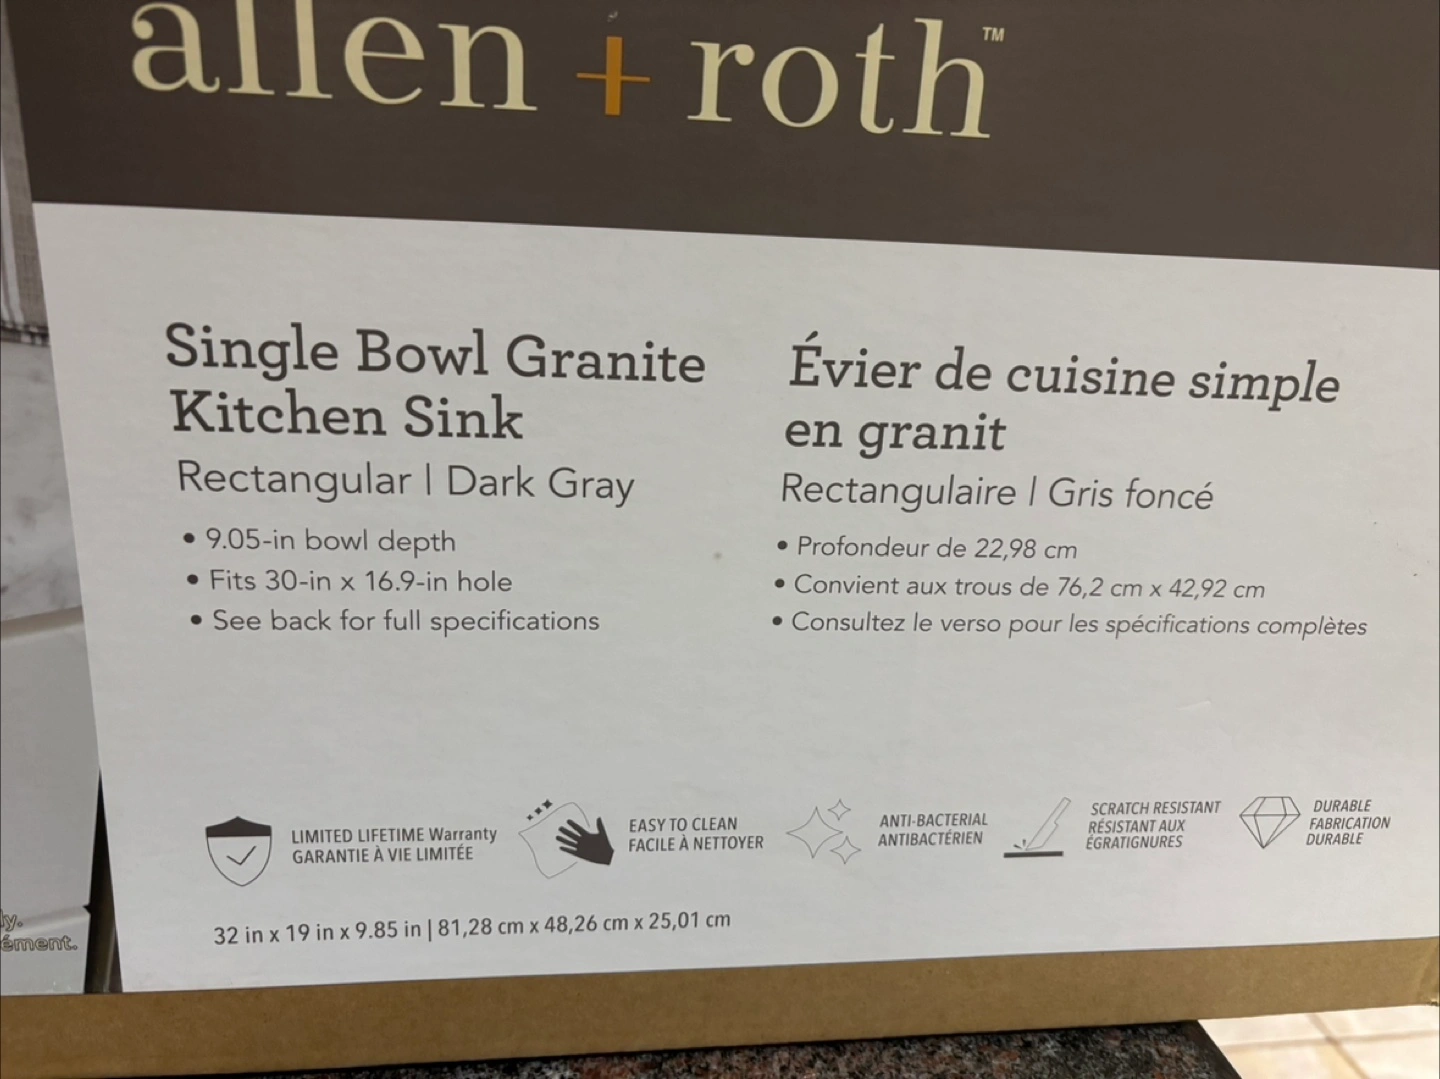 allen + roth™
Single Bowl Granite
Kitchen Sink
Rectangular | Dark Gray
• 9.05-in bowl depth
• Fits 30-in x 16.9-in hole
• See back for full specifications
Évier de cuisine simple
en granit
Rectangulaire | Gris foncé
• Profondeur de 22,98 cm
• Convient aux trous de 76,2 cm x 42,92 cm
• Consultez le verso pour les spécifications complètes
LIMITED LIFETIME Warranty
GARANTIE À VIE LIMITÉE
EASY TO CLEAN
FACILE À NETTOYER
ANTI-BACTERIAL
ANTIBACTÉRIEN
SCRATCH RESISTANT
RÉSISTANT AUX
ÉGRATIGNURES
DURABLE
FABRICATION
DURABLE
32 in x 19 in x 9.85 in | 81,28 cm x 48,26 cm x 25,01 cm